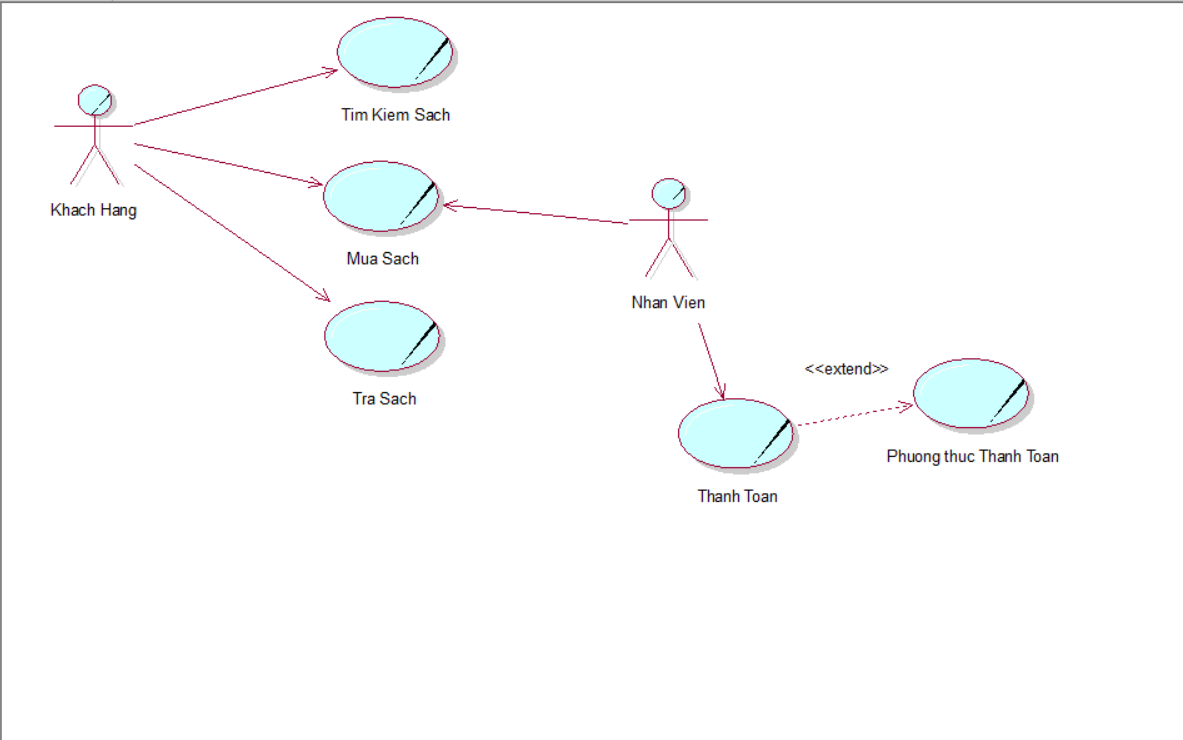 Tim Kiem Sach
Khach Hang
Mua Sach
Nhan Vien
Tra Sach
<<extend>>
Phuong thuc Thanh Toan
Thanh Toan